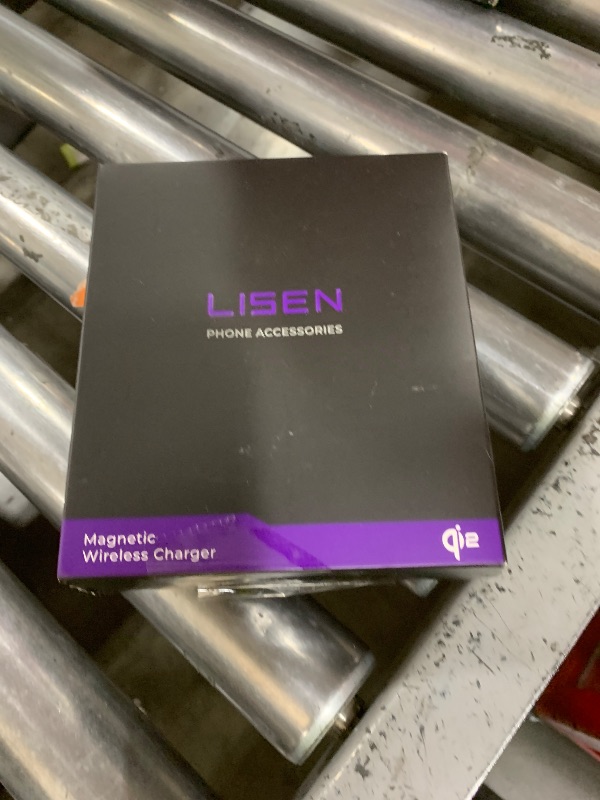 LISEN
PHONE ACCESSORIES
Magnetic
Wireless Charger
qi2